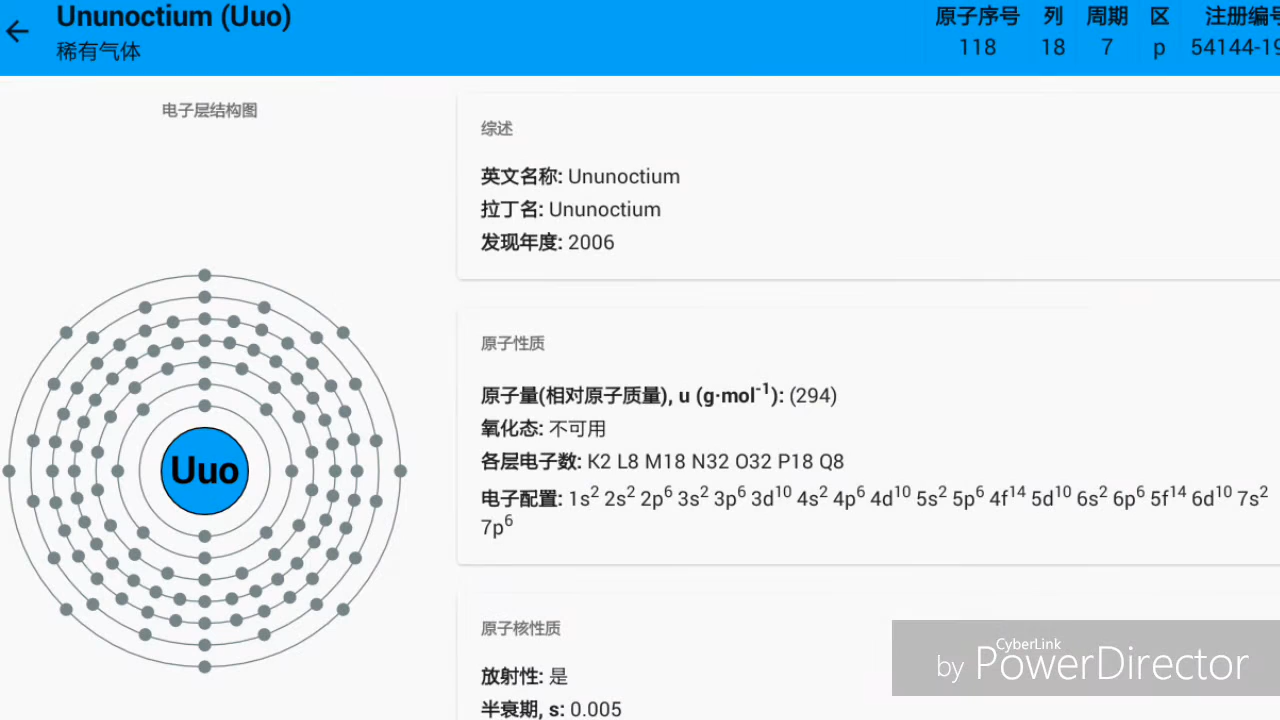 Ununoctium (Uuo)
稀有气体
原子序号 列 周期 区 注册编号
118 18 7 p 54144-19
电子层结构图
Uuo
综述
英文名称: Ununoctium
拉丁名: Ununoctium
发现年度: 2006
原子性质
原子量(相对原子质量), u (g·mol⁻¹): (294)
氧化态: 不可用
各层电子数: K2 L8 M18 N32 O32 P18 Q8
电子配置: 1s² 2s² 2p⁶ 3s² 3p⁶ 3d¹⁰ 4s² 4p⁶ 4d¹⁰ 5s² 5p⁶ 4f¹⁴ 5d¹⁰ 6s² 6p⁶ 5f¹⁴ 6d¹⁰ 7s²
7p⁶
原子核性质
放射性: 是
半衰期, s: 0.005
CyberLink
by PowerDirector